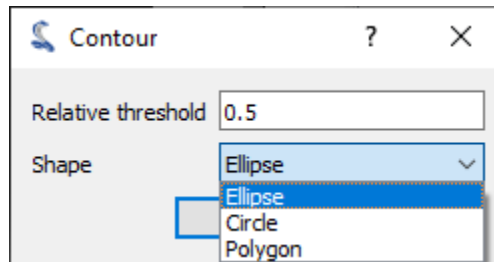 Contour ?
Relative threshold 0.5
Shape Ellipse
Ellipse
Circle
Polygon